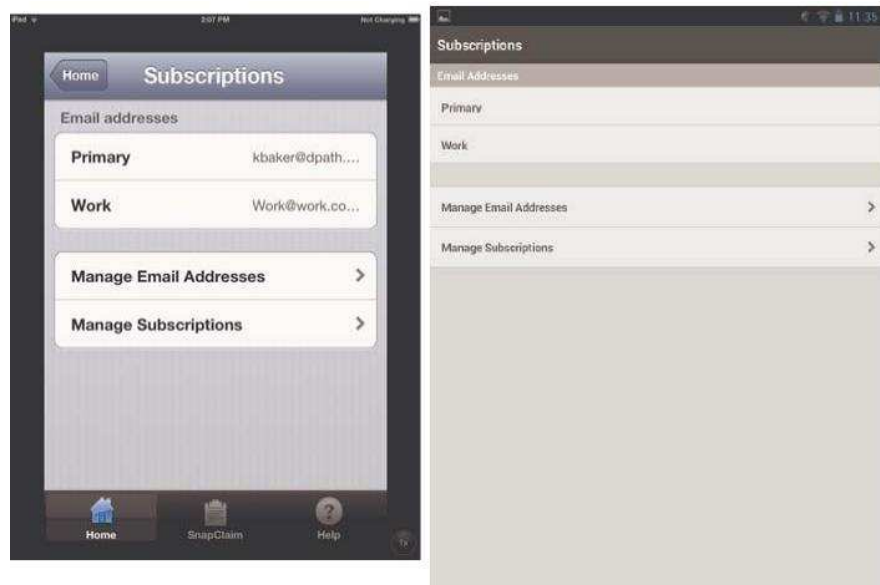 iPad
2:07 PM
Not Charging
Home
Subscriptions
Email addresses
Primary kbaker@dpath....
Work Work@work.co...
Manage Email Addresses
Manage Subscriptions
Home
SnapClaim
Help
11:35
Subscriptions
Email Addresses
Primary
Work
Manage Email Addresses
Manage Subscriptions